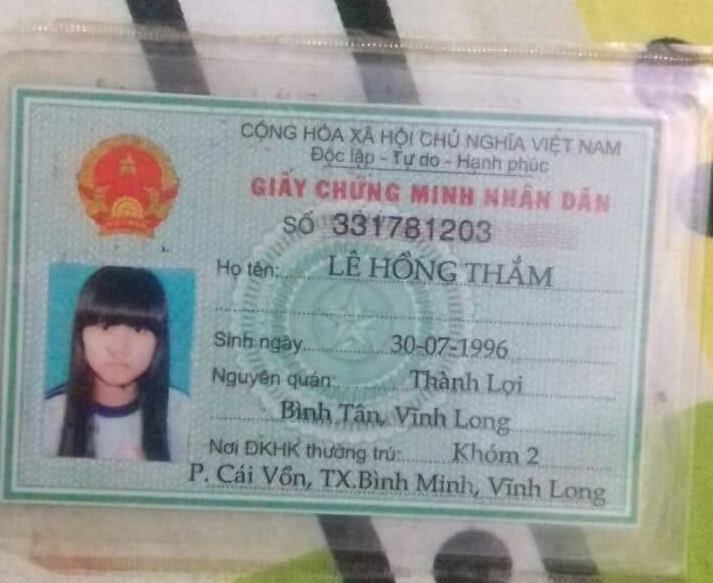 CỘNG HÒA XÃ HỘI CHỦ NGHĨA VIỆT NAM
Độc lập - Tự do - Hạnh phúc
GIẤY CHỨNG MINH NHÂN DÂN
SỐ 331781203
Họ tên: LÊ HỒNG THẮM
Sinh ngày 30-07-1996
Nguyên quán: Thành Lợi
Bình Tân, Vĩnh Long
Nơi ĐKHK thường trú: Khóm 2
P. Cái Vồn, TX.Bình Minh, Vĩnh Long